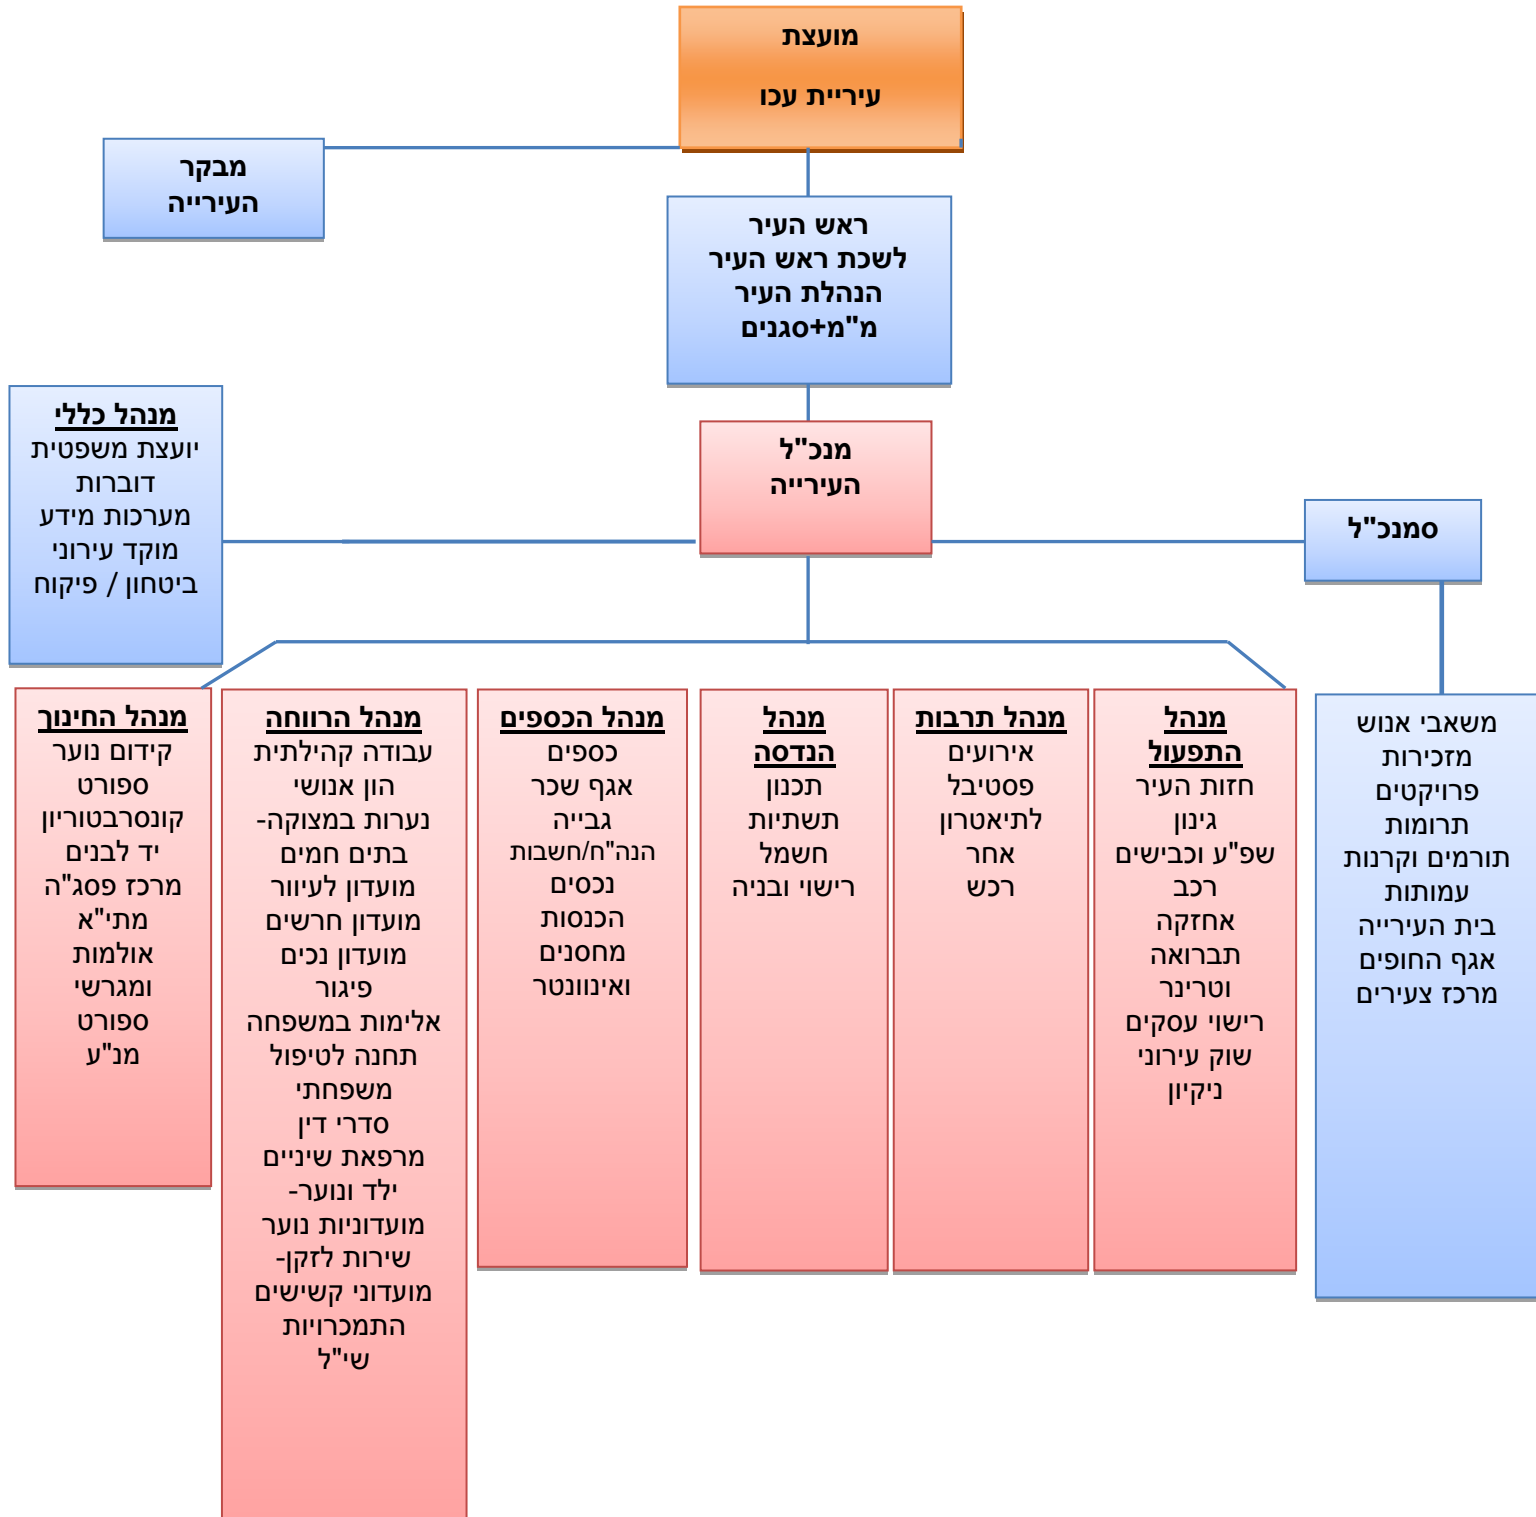 מועצת
עיריית עכו
מבקר
העירייה
ראש העיר
לשכת ראש העיר
הנהלת העיר
מ"מ+סגנים
מנהל כללי
יועצת משפטית
דוברות
מערכות מידע
מוקד עירוני
ביטחון / פיקוח
מנכ"ל
העירייה
סמנכ"ל
משאבי אנוש
מזכירות
פרויקטים
תרומות
תורמים וקרנות
עמותות
בית העירייה
אגף החופים
מרכז צעירים
מנהל
התפעול
חזות העיר
גינון
שפ"ע וכבישים
רכב
אחזקה
תברואה
וטרינר
רישוי עסקים
שוק עירוני
ניקיון
מנהל תרבות
אירועים
פסטיבל
לתיאטרון
אחר
רכש
מנהל
הנדסה
תכנון
תשתיות
חשמל
רישוי ובניה
מנהל הכספים
כספים
אגף שכר
גבייה
הנה"ח/חשבות
נכסים
הכנסות
מחסנים
ואינוונטר
מנהל הרווחה
עבודה קהילתית
הון אנושי
נערות במצוקה-
בתים חמים
מועדון לעיוור
מועדון חרשים
מועדון נכים
פיגור
אלימות במשפחה
תחנה לטיפול
משפחתי
סדרי דין
מרפאת שיניים
ילד ונוער-
מועדוניות נוער
שירות לזקן-
מועדוני קשישים
התמכרויות
שי"ל
מנהל החינוך
קידום נוער
ספורט
קונסרבטוריון
יד לבנים
מרכז פסג"ה
מתי"א
אולמות
ומגרשי
ספורט
מנ"ע